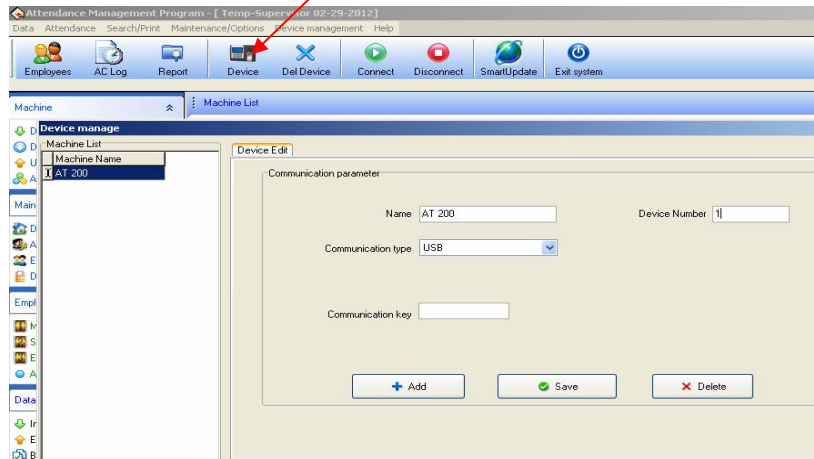 Attendance Management Program - [ Temp-Supervisor 02-29-2012]
Data Attendance Search/Print Maintenance/Options Device management Help
Employees AC Log Report Device Del Device Connect Disconnect SmartUpdate Exit system
Machine Machine List
D Device manage
Machine List Device Edit
D
Machine Name
U
A
AT 200
Communication parameter
Main
Name AT 200 Device Number 1
D
A
Communication type USB
E
D
Empl
Communication key
M
S
E
A
Add Save Delete
Data
Ir
E
B